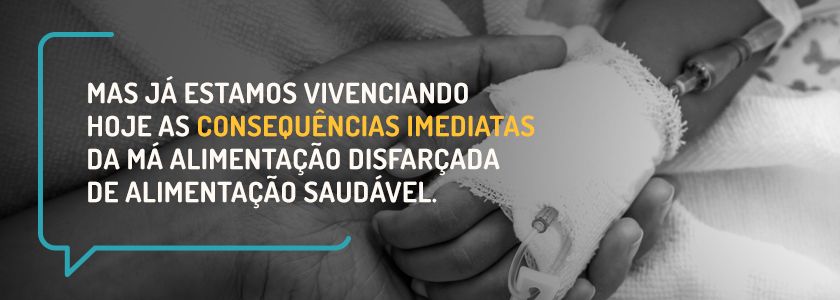 MAS JÁ ESTAMOS VIVENCIANDO
HOJE AS CONSEQUÊNCIAS IMEDIATAS
DA MÁ ALIMENTAÇÃO DISFARÇADA
DE ALIMENTAÇÃO SAUDÁVEL.